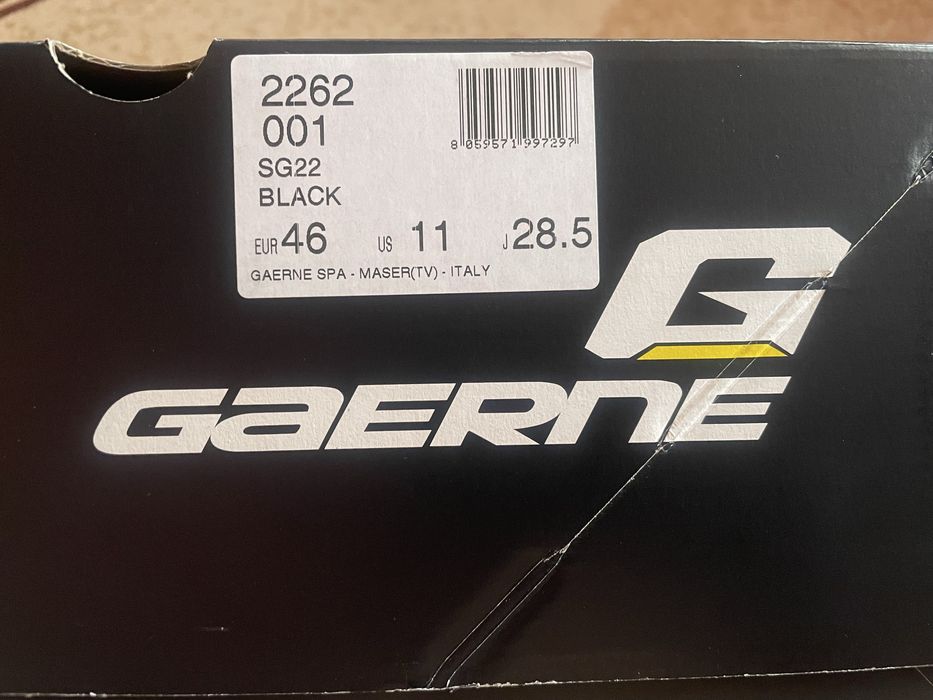 2262
001
SG22
BLACK
8 059571 997297
EUR 46 US 11 J 28.5
GAERNE SPA - MASER(TV) - ITALY
G
GAERNE